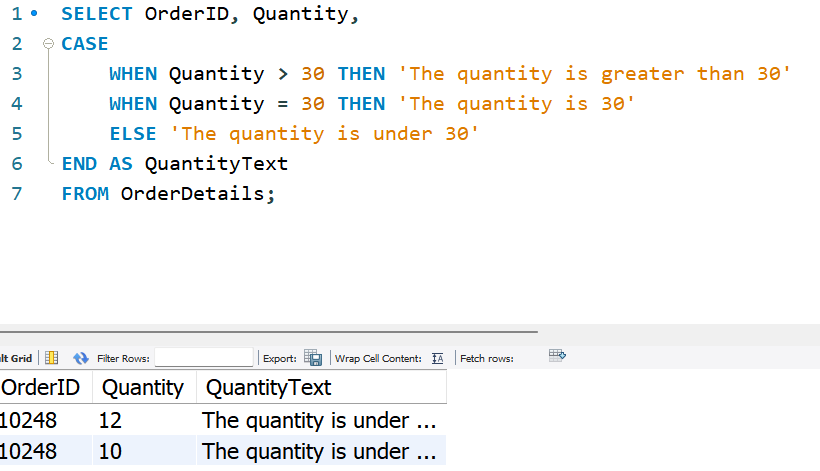 1 SELECT OrderID, Quantity,
2 CASE
3 WHEN Quantity > 30 THEN 'The quantity is greater than 30'
4 WHEN Quantity = 30 THEN 'The quantity is 30'
5 ELSE 'The quantity is under 30'
6 END AS QuantityText
7 FROM OrderDetails;
lt Grid Filter Rows: Export: Wrap Cell Content: IA Fetch rows:
OrderID Quantity QuantityText
10248 12 The quantity is under ...
10248 10 The quantity is under ...